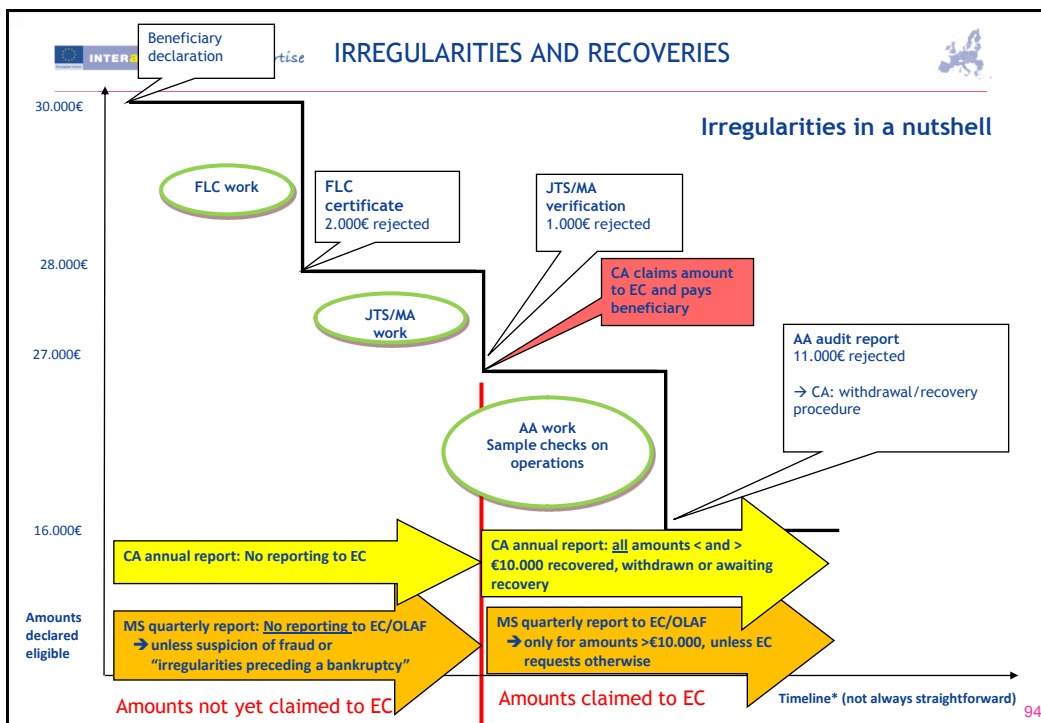 Beneficiary
declaration
INTER
rtise
IRREGULARITIES AND RECOVERIES
Irregularities in a nutshell
30.000€
FLC work
FLC
certificate
2.000€ rejected
JTS/MA
verification
1.000€ rejected
28.000€
CA claims amount
to EC and pays
beneficiary
JTS/MA
work
27.000€
AA audit report
11.000€ rejected
→ CA: withdrawal/recovery
procedure
AA work
Sample checks on
operations
16.000€
CA annual report: No reporting to EC
CA annual report: all amounts < and >
€10.000 recovered, withdrawn or awaiting
recovery
Amounts
declared
eligible
MS quarterly report: No reporting to EC/OLAF
➔ unless suspicion of fraud or
“irregularities preceding a bankruptcy”
MS quarterly report to EC/OLAF
➔ only for amounts >€10.000, unless EC
requests otherwise
Amounts not yet claimed to EC
Amounts claimed to EC
Timeline* (not always straightforward)
94